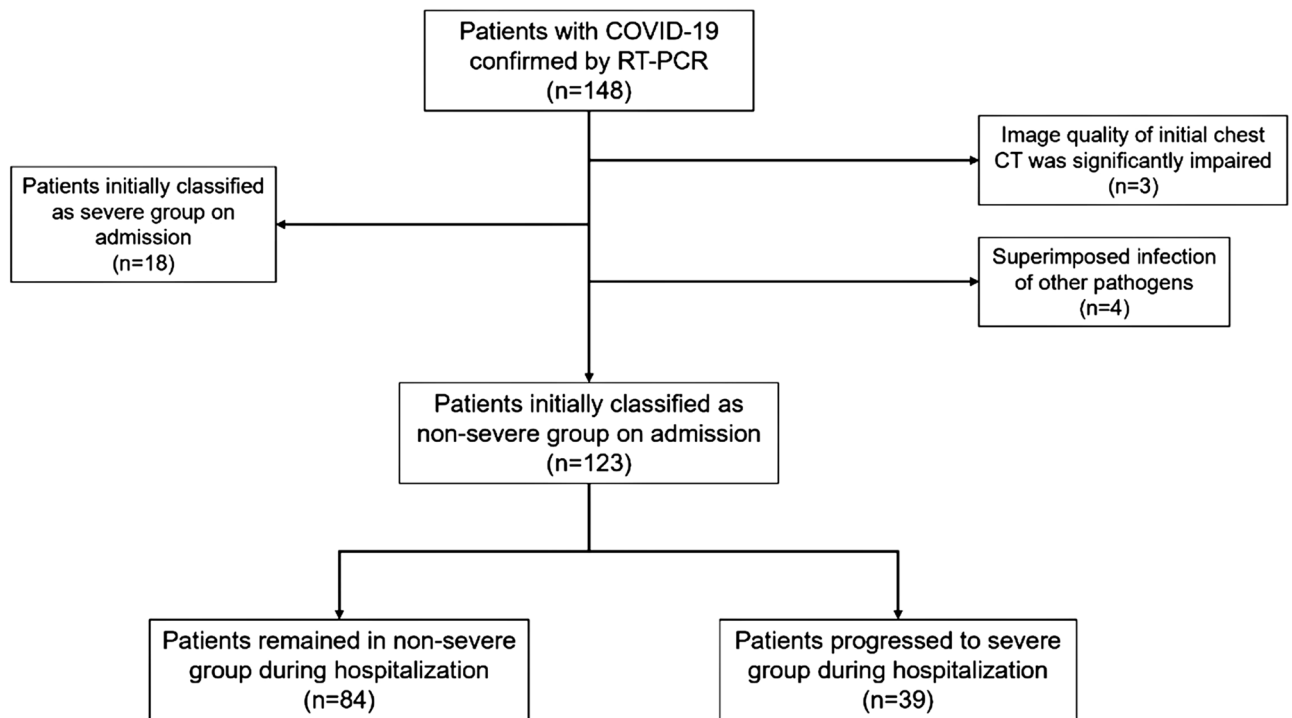 Patients with COVID-19
confirmed by RT-PCR
(n=148)
Image quality of initial chest
CT was significantly impaired
(n=3)
Patients initially classified
as severe group on
admission
(n=18)
Superimposed infection
of other pathogens
(n=4)
Patients initially classified as
non-severe group on admission
(n=123)
Patients remained in non-severe
group during hospitalization
(n=84)
Patients progressed to severe
group during hospitalization
(n=39)